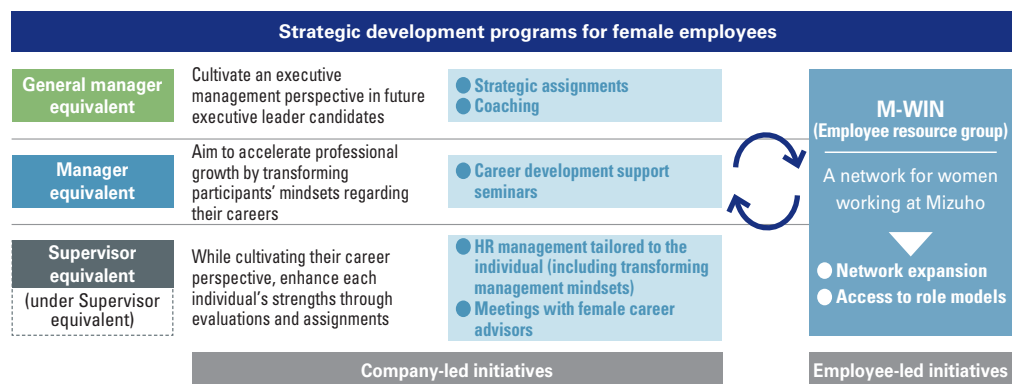 Strategic development programs for female employees
General manager
equivalent
Cultivate an executive
management perspective in future
executive leader candidates
Strategic assignments
Coaching
Manager
equivalent
Aim to accelerate professional
growth by transforming
participants' mindsets regarding
their careers
Career development support
seminars
Supervisor
equivalent
(under Supervisor
equivalent)
While cultivating their career
perspective, enhance each
individual's strengths through
evaluations and assignments
HR management tailored to the
individual (including transforming
management mindsets)
Meetings with female career
advisors
Company-led initiatives
M-WIN
(Employee resource group)
A network for women
working at Mizuho
Network expansion
Access to role models
Employee-led initiatives